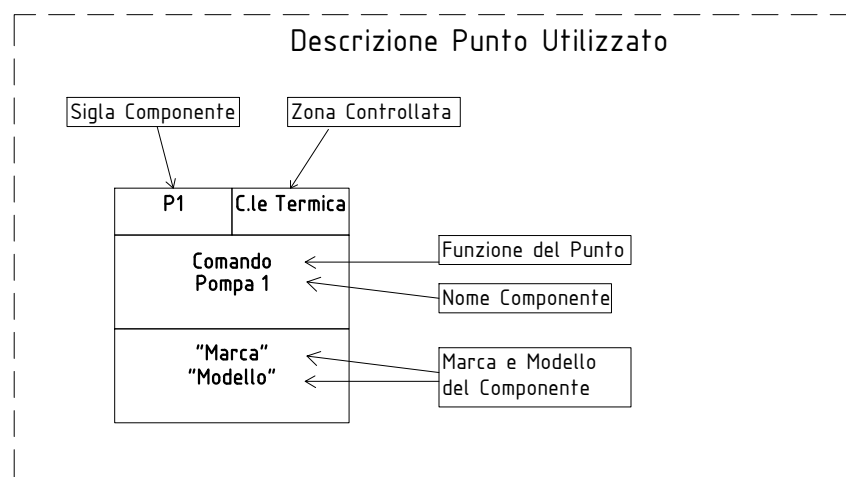 Descrizione Punto Utilizzato
Sigla Componente
Zona Controllata
P1
C.le Termica
Comando
Pompa 1
Funzione del Punto
Nome Componente
"Marca"
"Modello"
Marca e Modello
del Componente